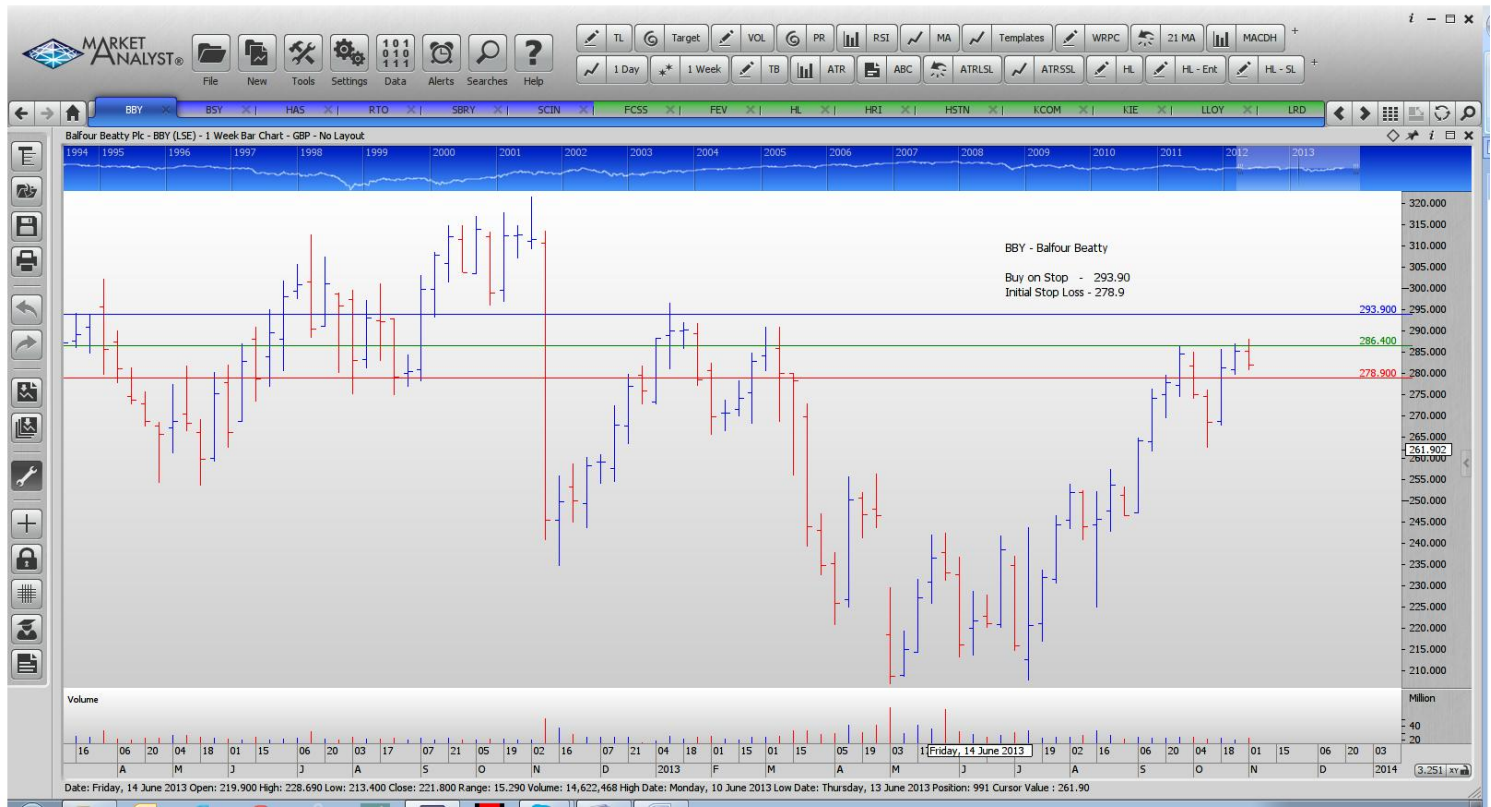 MARKET
ANALYST®
File
New
Tools
Settings
101
010
111
Data
Alerts
Searches
?
Help
TL
Target
VOL
PR
RSI
MA
Templates
WRPC
21 MA
MACDH
+
1 Day
1 Week
TB
ATR
ABC
ATRLSL
ATRSSL
HL
HL - Ent
HL - SL
+
BBY
BSY
HAS
RTO
SBRY
SCIN
FCSS
FEV
HL
HRI
HSTN
KCOM
KIE
LLOY
LRD
Balfour Beatty Plc - BBY (LSE) - 1 Week Bar Chart - GBP - No Layout
1994 1995 1996 1997 1998 1999 2000 2001 2002 2003 2004 2005 2006 2007 2008 2009 2010 2011 2012 2013
BBY - Balfour Beatty
Buy on Stop - 293.90
Initial Stop Loss - 278.9
293.900
286.400
278.900
320.000
315.000
310.000
305.000
300.000
295.000
290.000
285.000
280.000
275.000
270.000
265.000
261.902
260.000
255.000
250.000
245.000
240.000
235.000
230.000
225.000
220.000
215.000
210.000
Volume
Million
40
20
16 06 20 04 18 01 15 06 20 03 17 07 21 05 19 02 16 07 21 04 18 01 15 01 15 05 19 03 Friday, 14 June 2013 19 02 16 06 20 04 18 01 15 06 20 03
A M J J A S O N D 2013 F M A M J J A S O N D 2014
3.251 XY
Date: Friday, 14 June 2013 Open: 219.900 High: 228.690 Low: 213.400 Close: 221.800 Range: 15.290 Volume: 14,622,468 High Date: Monday, 10 June 2013 Low Date: Thursday, 13 June 2013 Position: 991 Cursor Value : 261.90